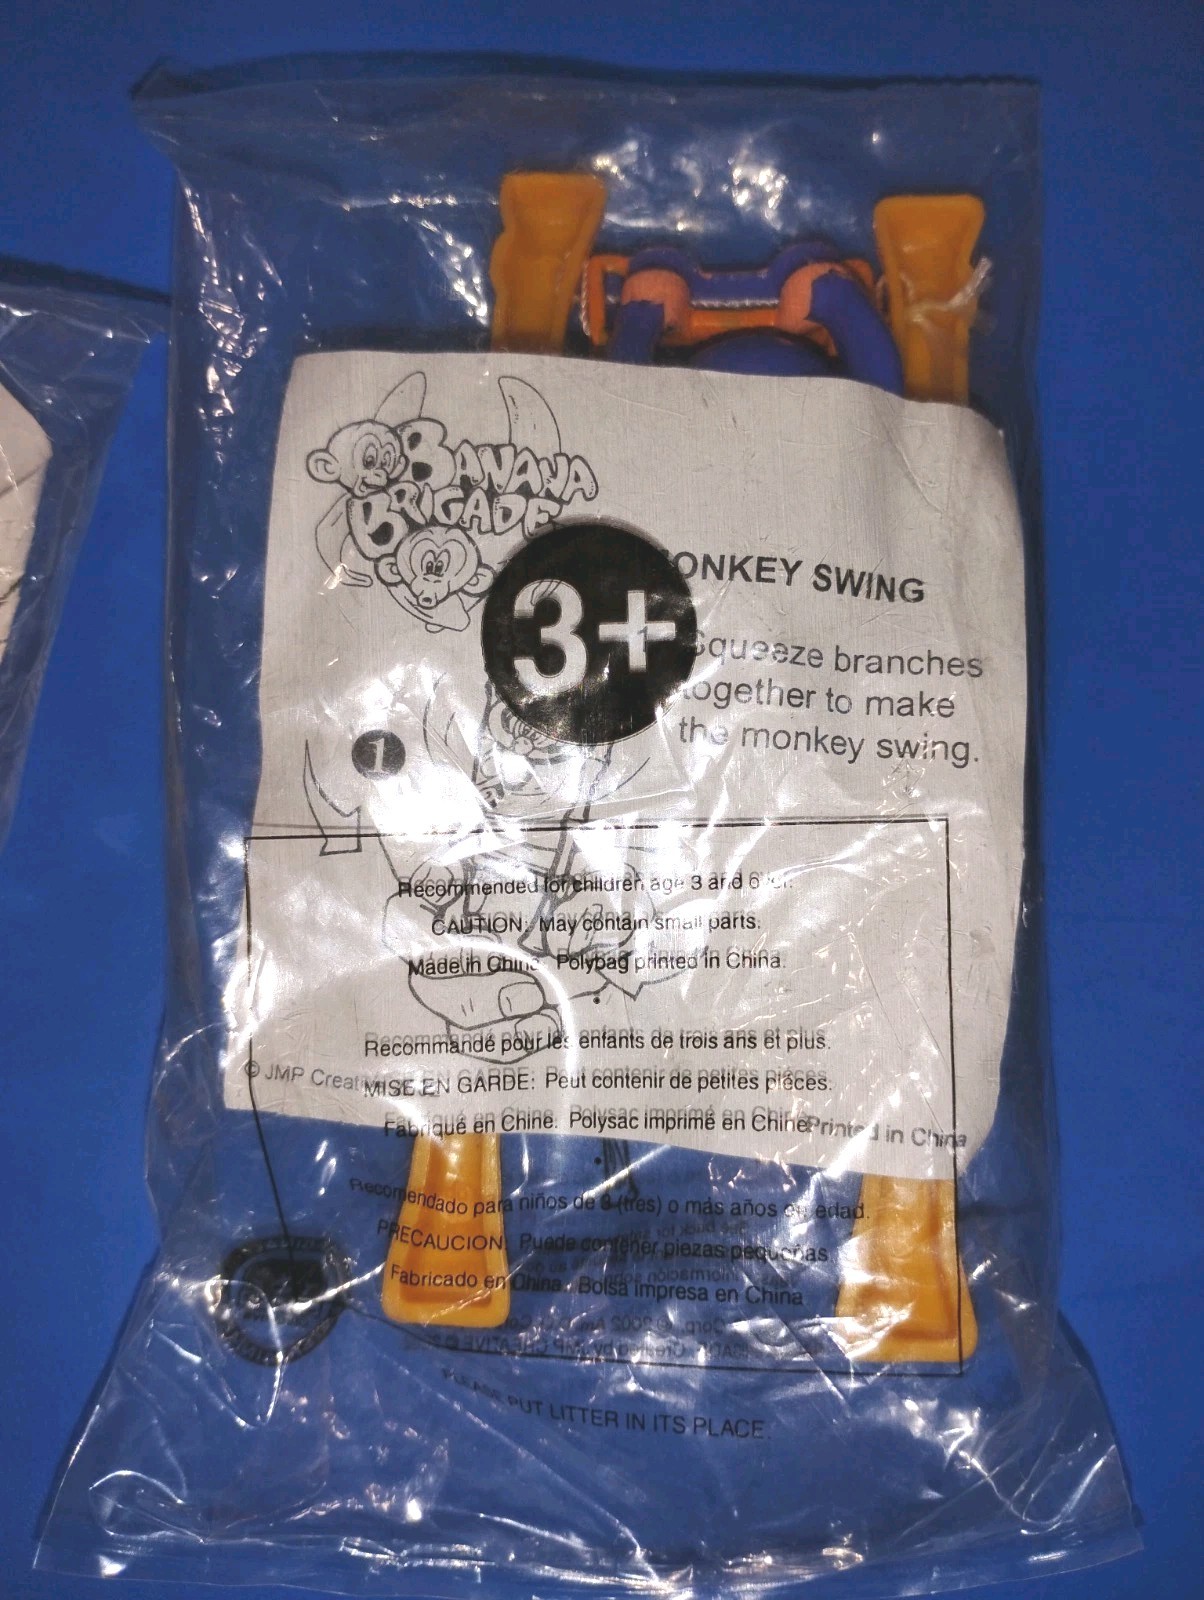 BANANA
BRIGADE
3+
ONKEY SWING
1
Squeeze branches
together to make
the monkey swing.
1
Recommended for children age 3 and over.
CAUTION: May contain small parts.
Made in China. Polybag printed in China.
Recommandé pour les enfants de trois ans et plus.
© JMP Creati
MISE EN GARDE: Peut contenir de petites pièces.
Fabriqué en Chine. Polysac imprimé en Chine
Printed in China
Recomendado para niños de 3 (tres) o más años de edad.
PRECAUCION: Puede contener piezas pequeñas
Fabricado en China. Bolsa impresa en China
PLEASE PUT LITTER IN ITS PLACE.